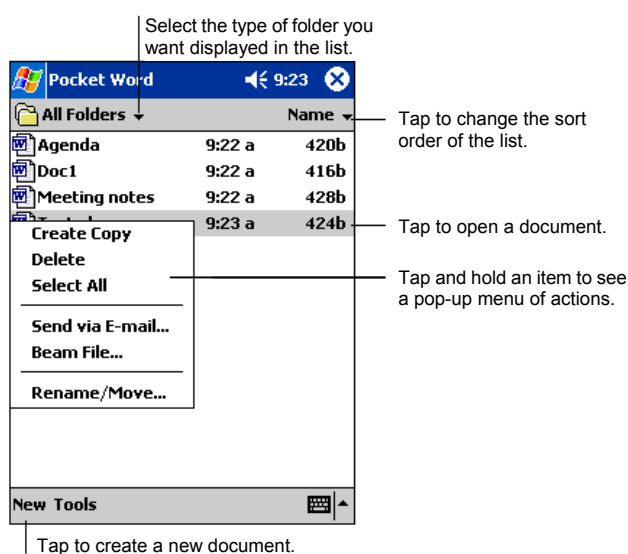 Select the type of folder you
want displayed in the list.
Pocket Word 9:23
All Folders Name
Tap to change the sort
order of the list.
Agenda 9:22 a 420b
Doc1 9:22 a 416b
Meeting notes 9:22 a 428b
9:23 a 424b
Tap to open a document.
Create Copy
Delete
Select All
Tap and hold an item to see
a pop-up menu of actions.
Send via E-mail...
Beam File...
Rename/Move...
New Tools
Tap to create a new document.